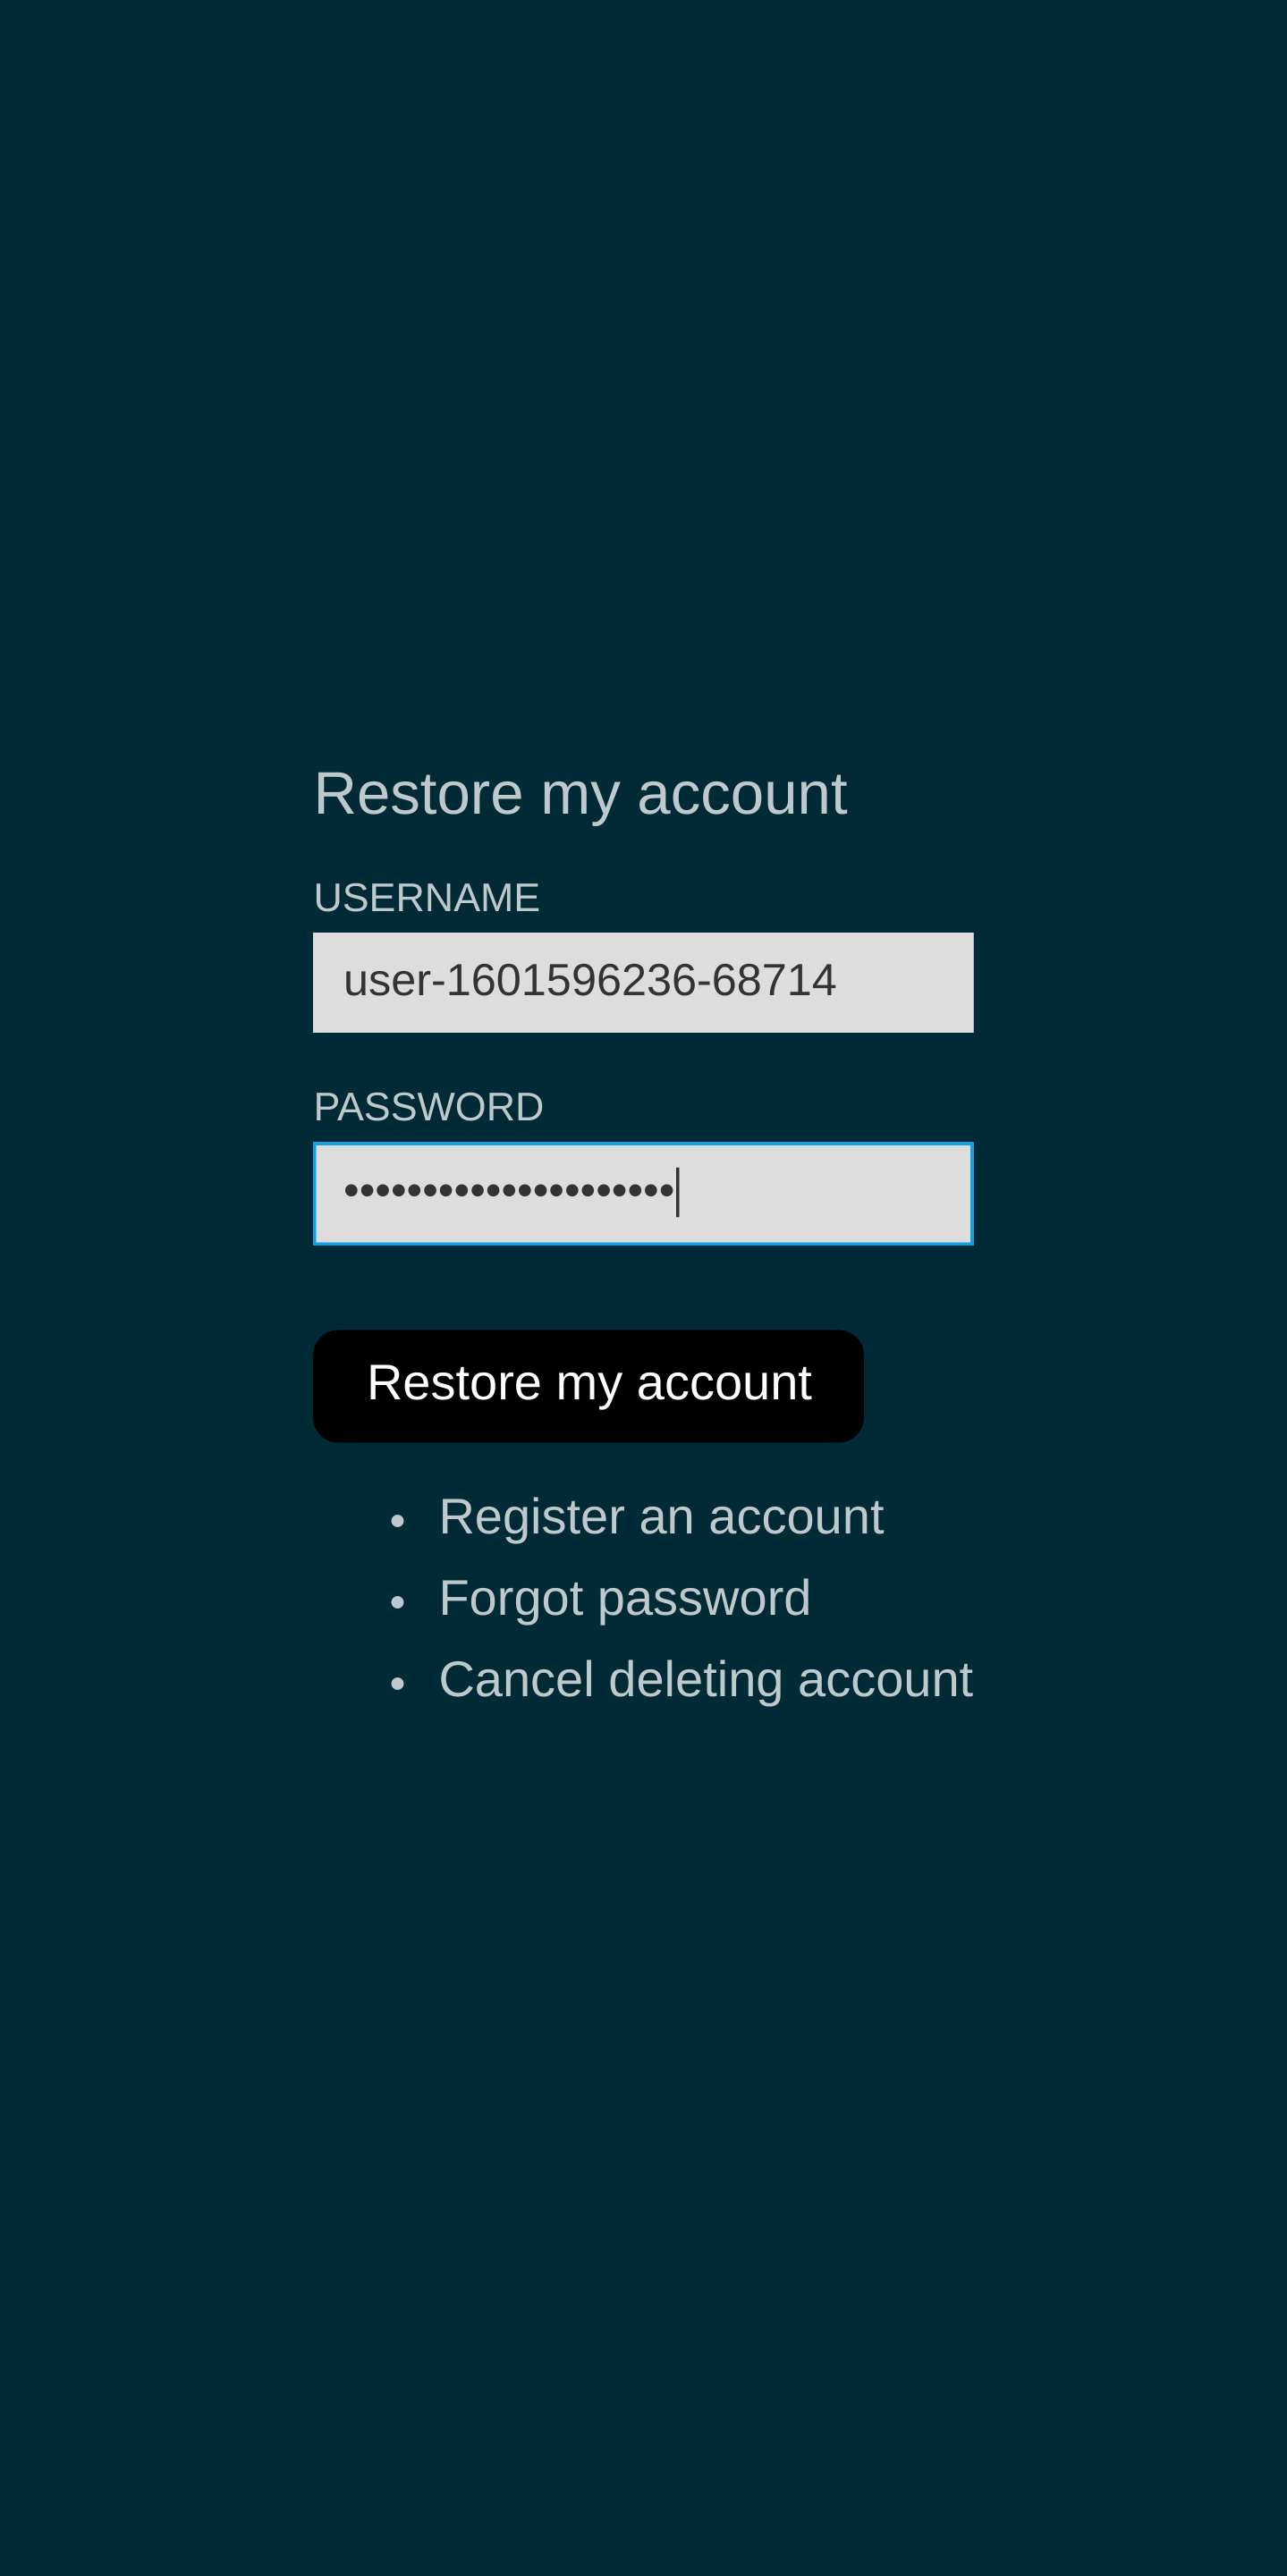 Restore my account
USERNAME
user-1601596236-68714
PASSWORD
•••••••••••••••••••••
Restore my account
• Register an account
• Forgot password
• Cancel deleting account